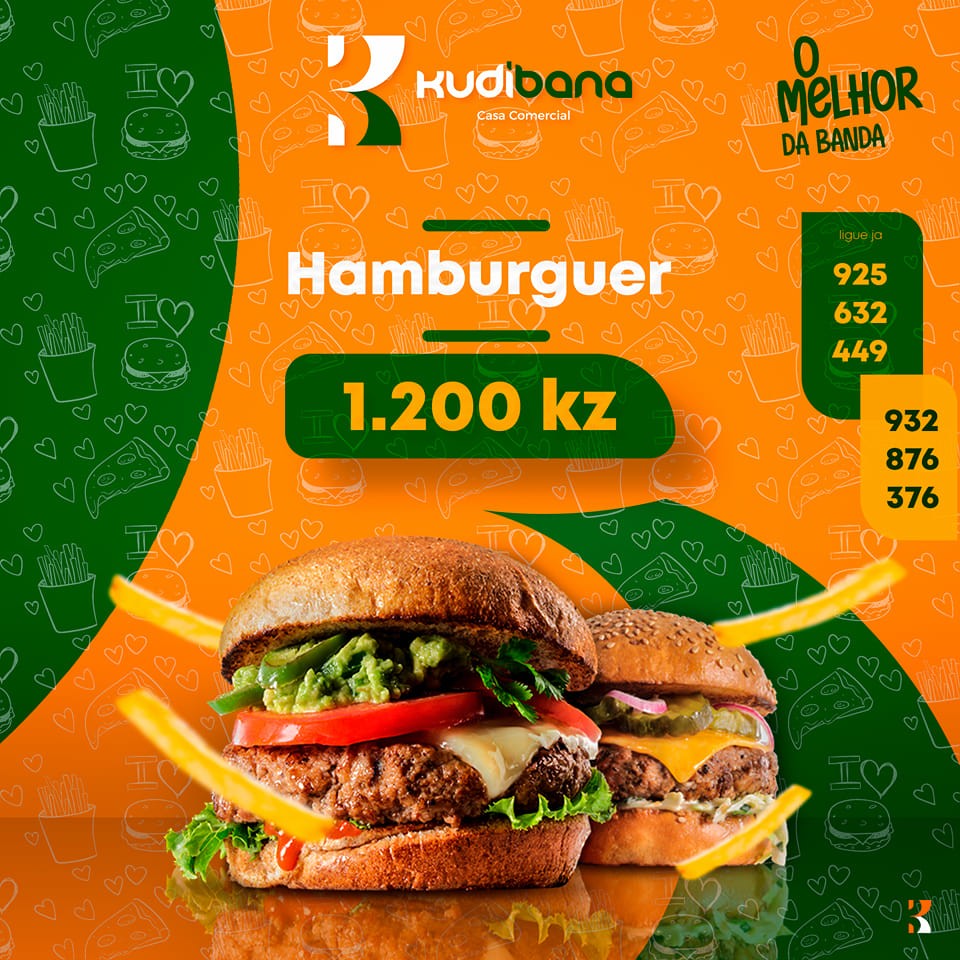 kudibana
Casa Comercial
O
MELHOR
DA BANDA
Hamburguer
1.200 kz
ligue ja
925
632
449
932
876
376